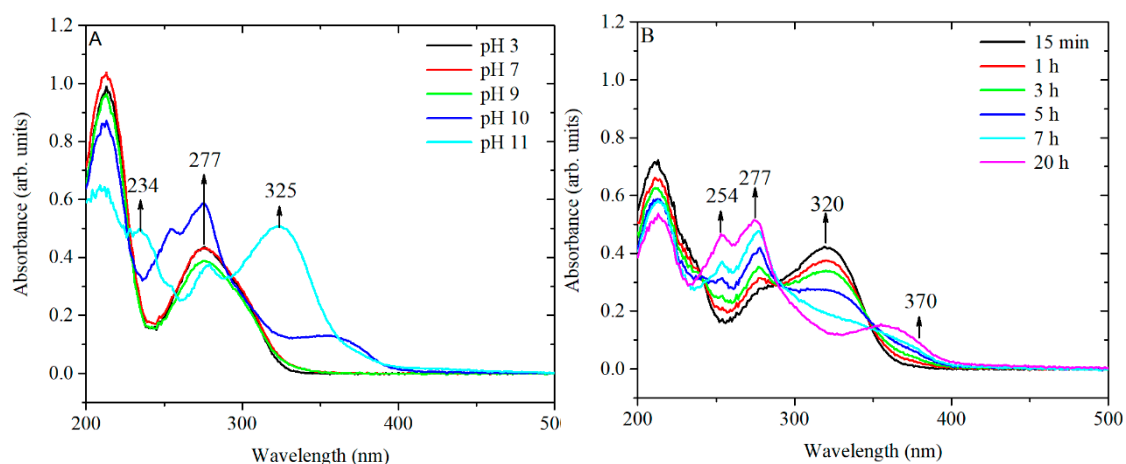 A
pH 3
pH 7
pH 9
pH 10
pH 11
234
277
325
1.2
1.0
0.8
0.6
0.4
0.2
0.0
Absorbance (arb. units)
200
300
400
500
Wavelength (nm)
B
15 min
1 h
3 h
5 h
7 h
20 h
254
277
320
370
1.2
1.0
0.8
0.6
0.4
0.2
0.0
Absorbance (arb. units)
200
300
400
500
Wavelength (nm)